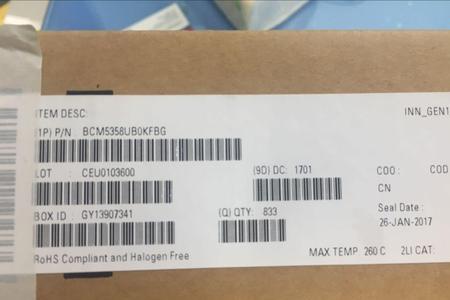 ITEM DESC: INN_GEN1
(1P) P/N : BCM5358UB0KFBG
LOT : CEU0103600 (9D) DC: 1701 COO : COD
CN
BOX ID : GY13907341 (Q) QTY: 833 Seal Date :
26-JAN-2017
RoHS Compliant and Halogen Free MAX TEMP 260 C 2LI CAT: